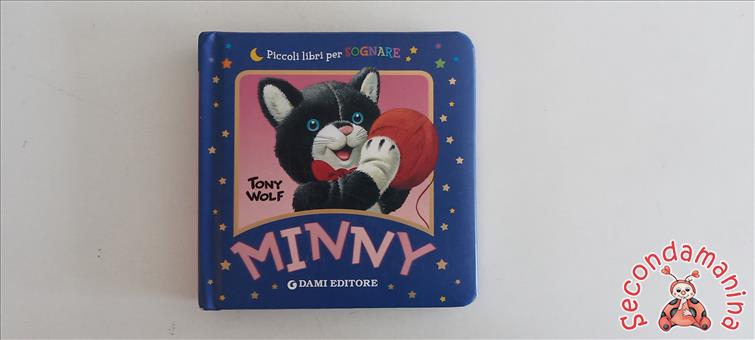 Piccoli libri per SOGNARE
TONY
WOLF
MINNY
DAMI EDITORE
Secondamanina